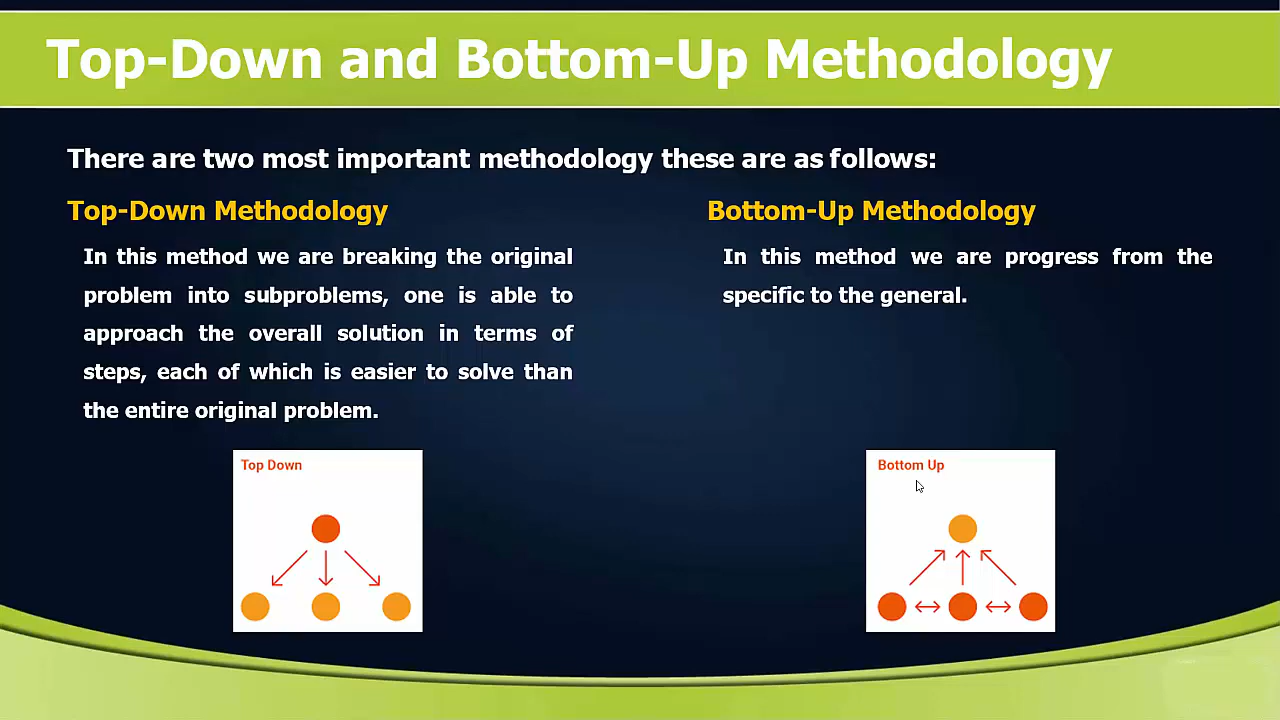 Top-Down and Bottom-Up Methodology
There are two most important methodology these are as follows:
Top-Down Methodology
In this method we are breaking the original
problem into subproblems, one is able to
approach the overall solution in terms of
steps, each of which is easier to solve than
the entire original problem.
Top Down
Bottom-Up Methodology
In this method we are progress from the
specific to the general.
Bottom Up